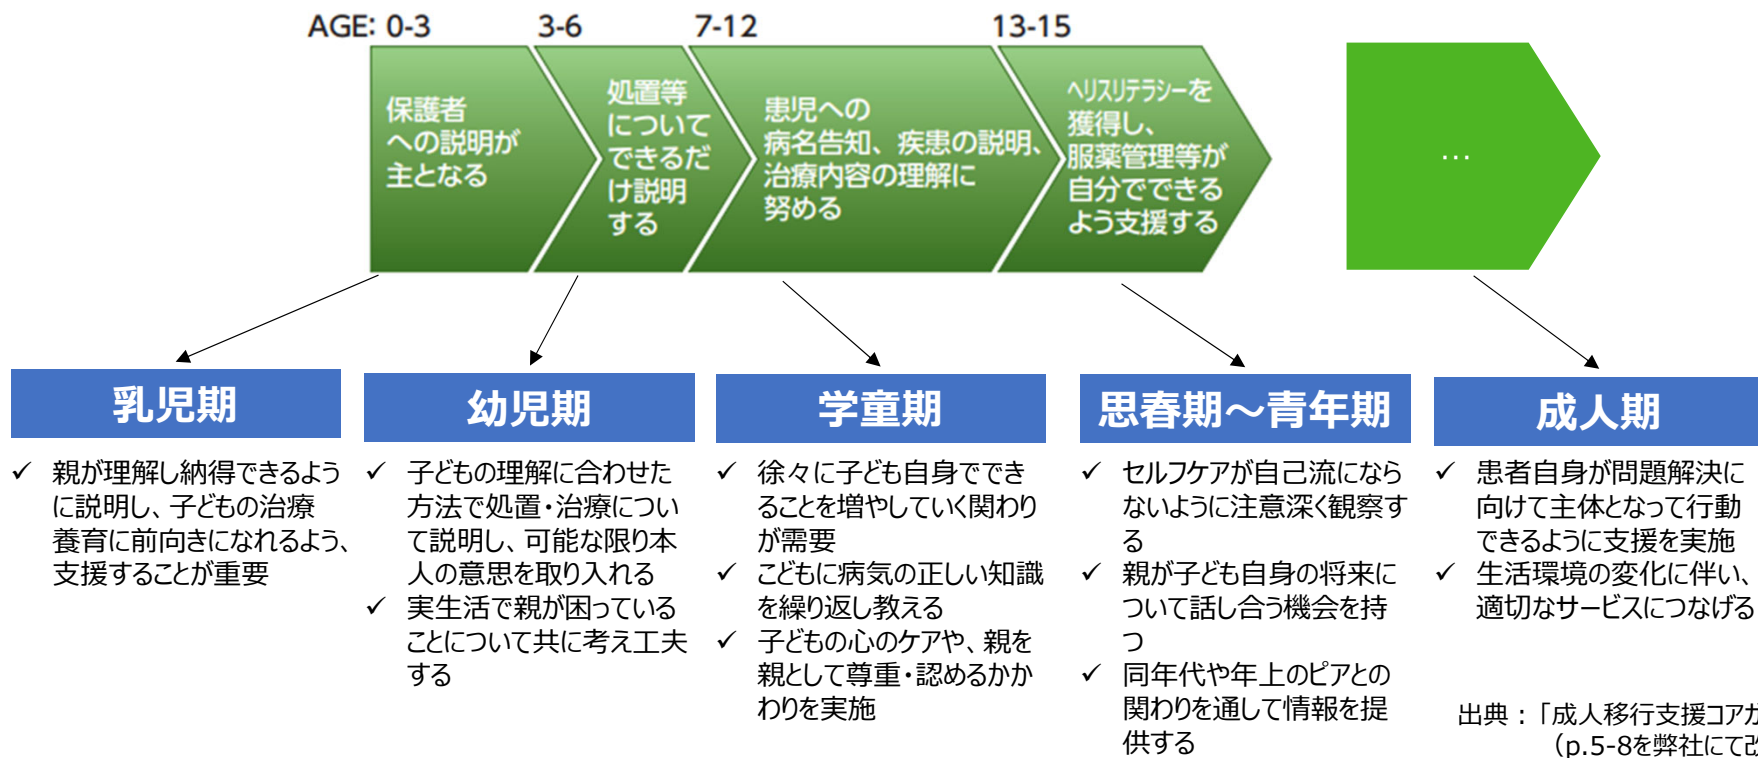 AGE: 0-3
3-6
7-12
13-15
保護者
への説明が
主となる
処置等
について
できるだ
け説明
する
患児への
病名告知、疾患の説明、
治療内容の理解に
努める
ヘリスリテラシーを
獲得し、
服薬管理等が
自分でできる
よう支援する
…
乳児期
✓ 親が理解し納得できるよう
に説明し、子どもの治療
養育に前向きになれるよう、
支援することが重要
幼児期
✓ 子どもの理解に合わせた
方法で処置・治療につい
て説明し、可能な限り本
人の意思を取り入れる
✓ 実生活で親が困っている
ことについて共に考え工夫
する
学童期
✓ 徐々に子ども自身ででき
ることを増やしていく関わり
が需要
✓ こどもに病気の正しい知識
を繰り返し教える
✓ 子どもの心のケアや、親を
親として尊重・認めるかか
わりを実施
思春期～青年期
✓ セルフケアが自己流になら
ないように注意深く観察す
る
✓ 親が子ども自身の将来に
ついて話し合う機会を持
つ
✓ 同年代や年上のピアとの
関わりを通して情報を提
供する
成人期
✓ 患者自身が問題解決に
向けて主体となって行動
できるように支援を実施
✓ 生活環境の変化に伴い、
適切なサービスにつなげる
出典：「成人移行支援コアガ
（p.5-8を弊社にて改